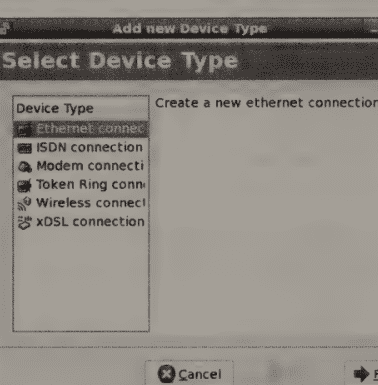 Add new Device Type
Select Device Type
Device Type
Create a new ethernet connection
Ethernet connec
ISDN connection
Modem connecti
Token Ring conn
Wireless connect
xDSL connection
Cancel